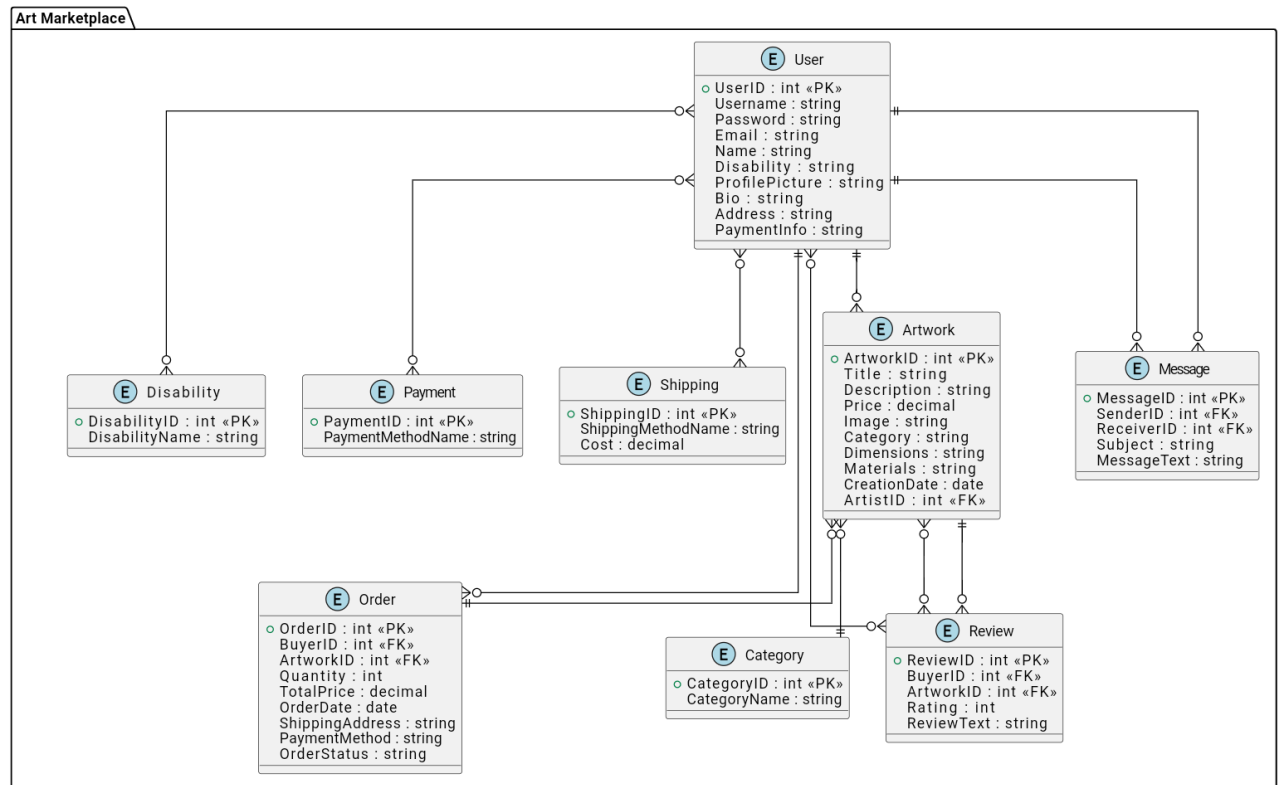 Art Marketplace
E User
UserID : int «PK»
Username : string
Password : string
Email : string
Name : string
Disability : string
ProfilePicture : string
Bio : string
Address : string
PaymentInfo : string
E Disability
DisabilityID : int «PK»
DisabilityName : string
E Payment
PaymentID : int «PK»
PaymentMethodName : string
E Shipping
ShippingID : int «PK»
ShippingMethodName : string
Cost : decimal
E Artwork
ArtworkID : int «PK»
Title : string
Description : string
Price : decimal
Image : string
Category : string
Dimensions : string
Materials : string
CreationDate : date
ArtistID : int «FK»
E Message
MessageID : int «PK»
SenderID : int «FK»
ReceiverID : int «FK»
Subject : string
MessageText : string
E Order
OrderID : int «PK»
BuyerID : int «FK»
ArtworkID : int «FK»
Quantity : int
TotalPrice : decimal
OrderDate : date
ShippingAddress : string
PaymentMethod : string
OrderStatus : string
E Category
CategoryID : int «PK»
CategoryName : string
E Review
ReviewID : int «PK»
BuyerID : int «FK»
ArtworkID : int «FK»
Rating : int
ReviewText : string